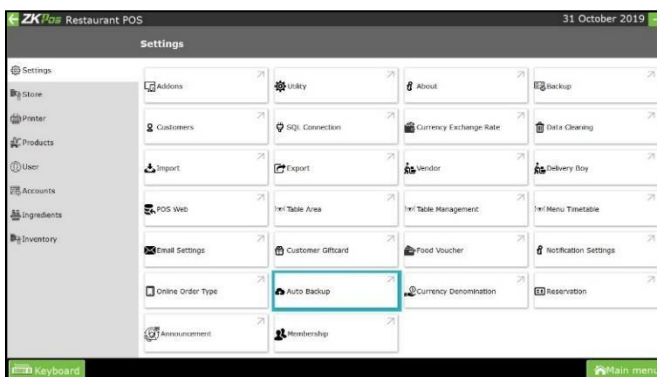 ZKPos Restaurant POS
31 October 2019
Settings
Settings
Store
Printer
Products
User
Accounts
Ingredients
Inventory
Addons
Utility
About
Backup
Customers
SQL Connection
Currency Exchange Rate
Data Cleaning
Import
Export
Vendor
Delivery Boy
POS Web
Table Area
Table Management
Menu Timetable
Email Settings
Customer Giftcard
Food Voucher
Notification Settings
Online Order Type
Auto Backup
Currency Denomination
Reservation
Announcement
Membership
Keyboard
Main menu